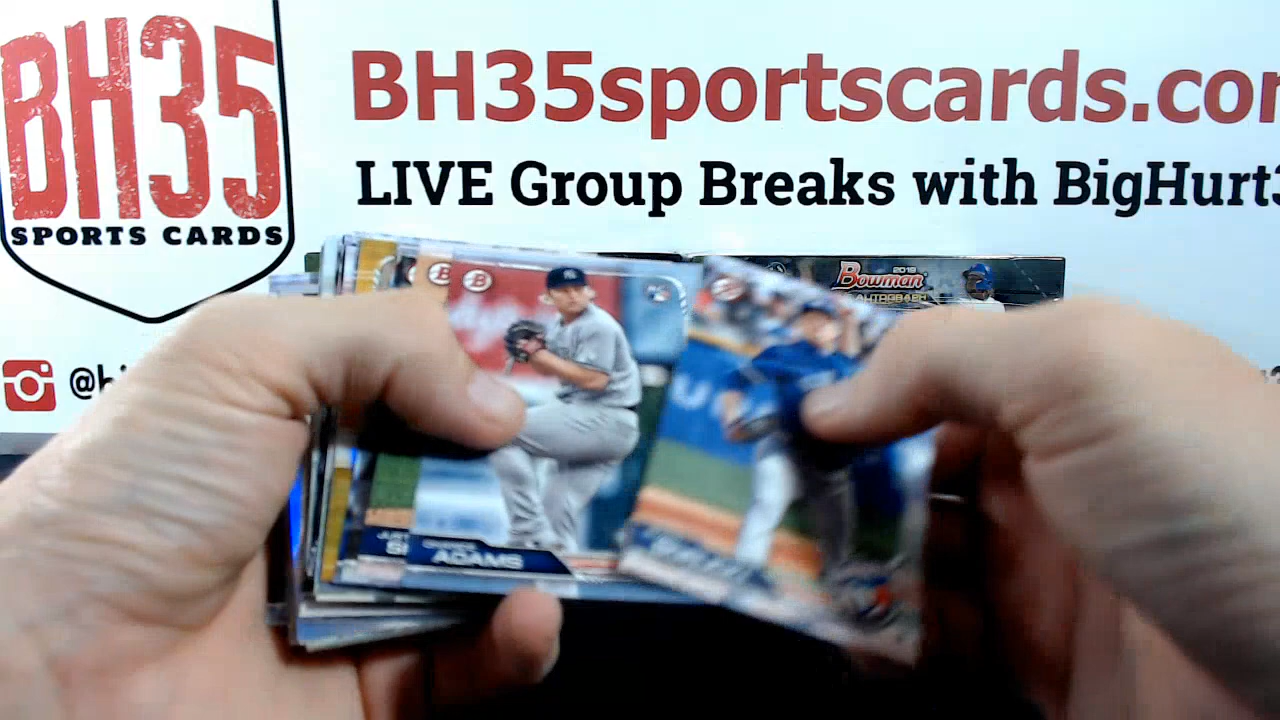 BH35
SPORTS CARDS
BH35sportscards.com
LIVE Group Breaks with BigHurt3
Bowman
2019
ADAMS